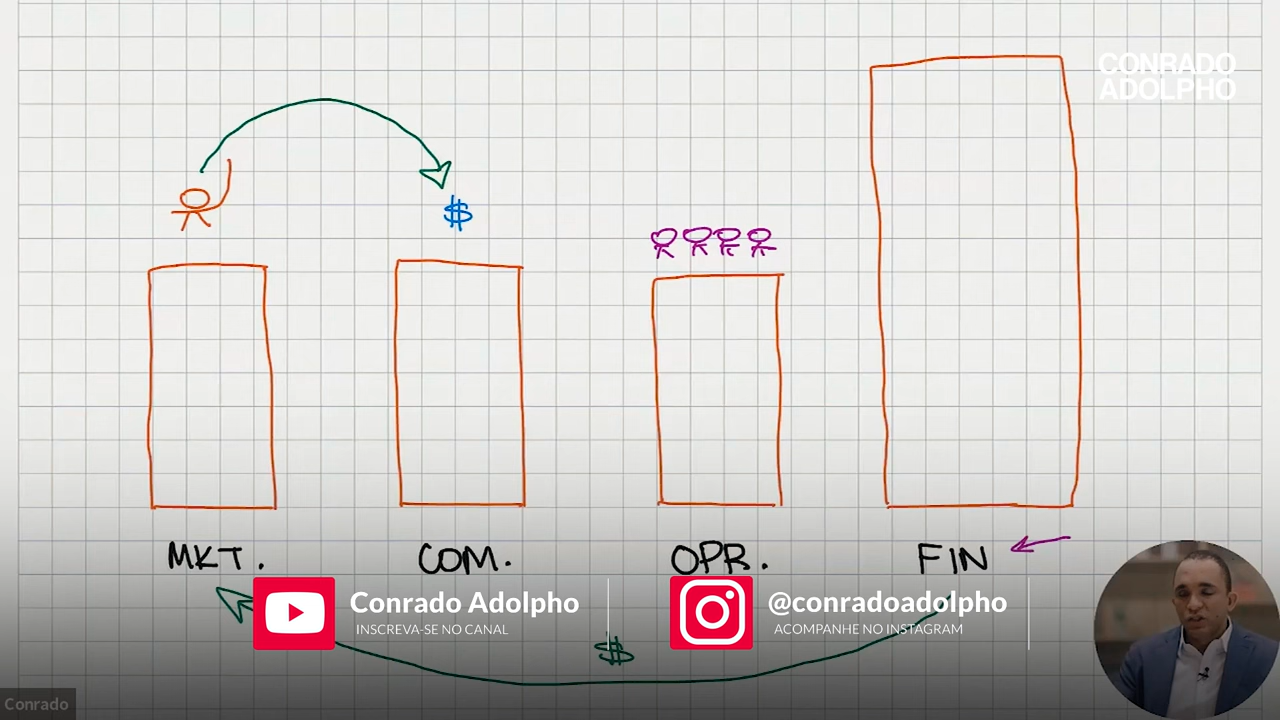 CONRADO
ADOLPHO
$
MKT.
COM.
OPR.
FIN
Conrado Adolpho
INSCREVA-SE NO CANAL
@conradoadolpho
ACOMPANHE NO INSTAGRAM
$
Conrado